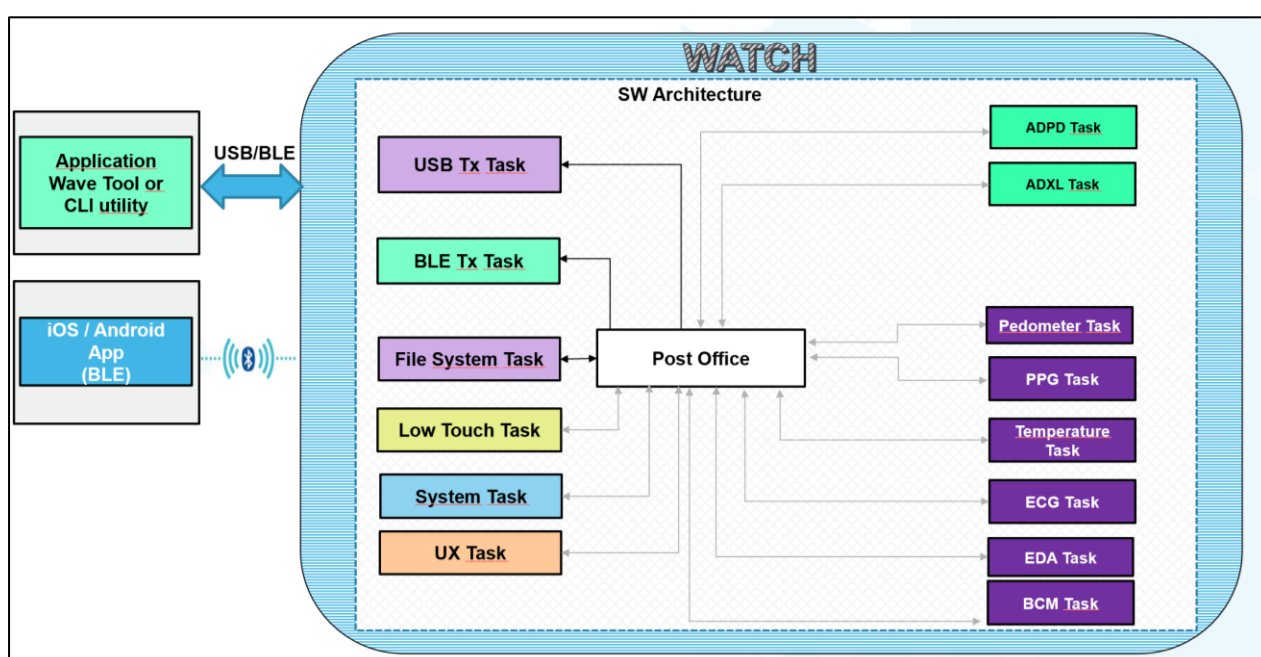 WATCH
SW Architecture
Application
Wave Tool or
CLI utility
USB/BLE
iOS / Android
App
(BLE)
USB Tx Task
BLE Tx Task
File System Task
Low Touch Task
System Task
UX Task
Post Office
ADPD Task
ADXL Task
Pedometer Task
PPG Task
Temperature
Task
ECG Task
EDA Task
BCM Task